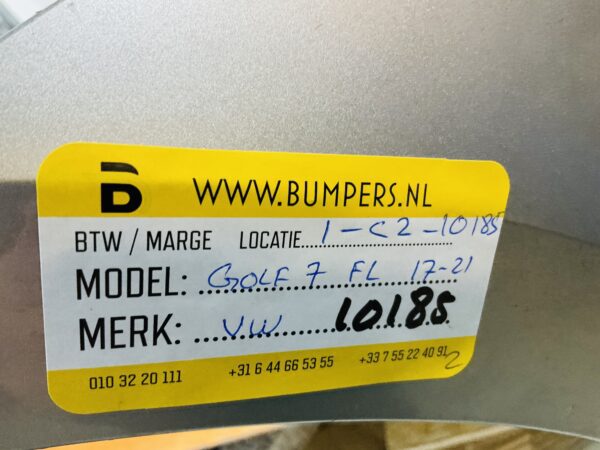 B WWW.BUMPERS.NL
BTW / MARGE LOCATIE 1-C2-10185
MODEL: GOLF 7 FL 17-21
MERK: VW 10185
010 32 20 111 +31 6 44 66 53 55 +33 7 55 22 40 91
2